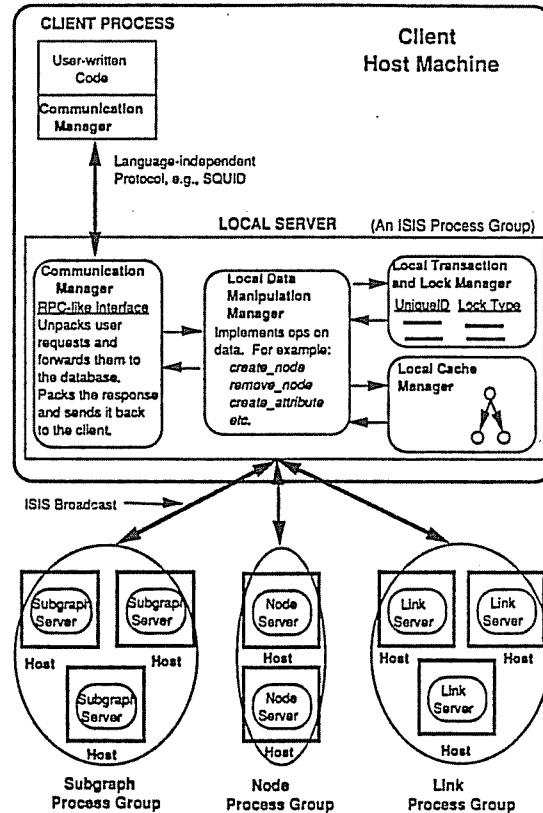 CLIENT PROCESS
Client
Host Machine
User-written
Code
Communication
Manager
Language-independent
Protocol, e.g., SQUID
LOCAL SERVER
(An ISIS Process Group)
Communication
Manager
RPC-like Interface
Unpacks user
requests and
forwards them to
the database.
Packs the response
and sends it back
to the client.
Local Data
Manipulation
Manager
Implements ops on
data. For example:
create_node
remove_node
create_attribute
etc.
Local Transaction
and Lock Manager
UniqueID Lock Type
Local Cache
Manager
ISIS Broadcast
Subgraph
Server
Host
Subgraph
Server
Host
Subgraph
Server
Host
Subgraph
Process Group
Node
Server
Host
Node
Server
Host
Node
Process Group
Link
Server
Host
Link
Server
Host
Link
Server
Host
Link
Process Group